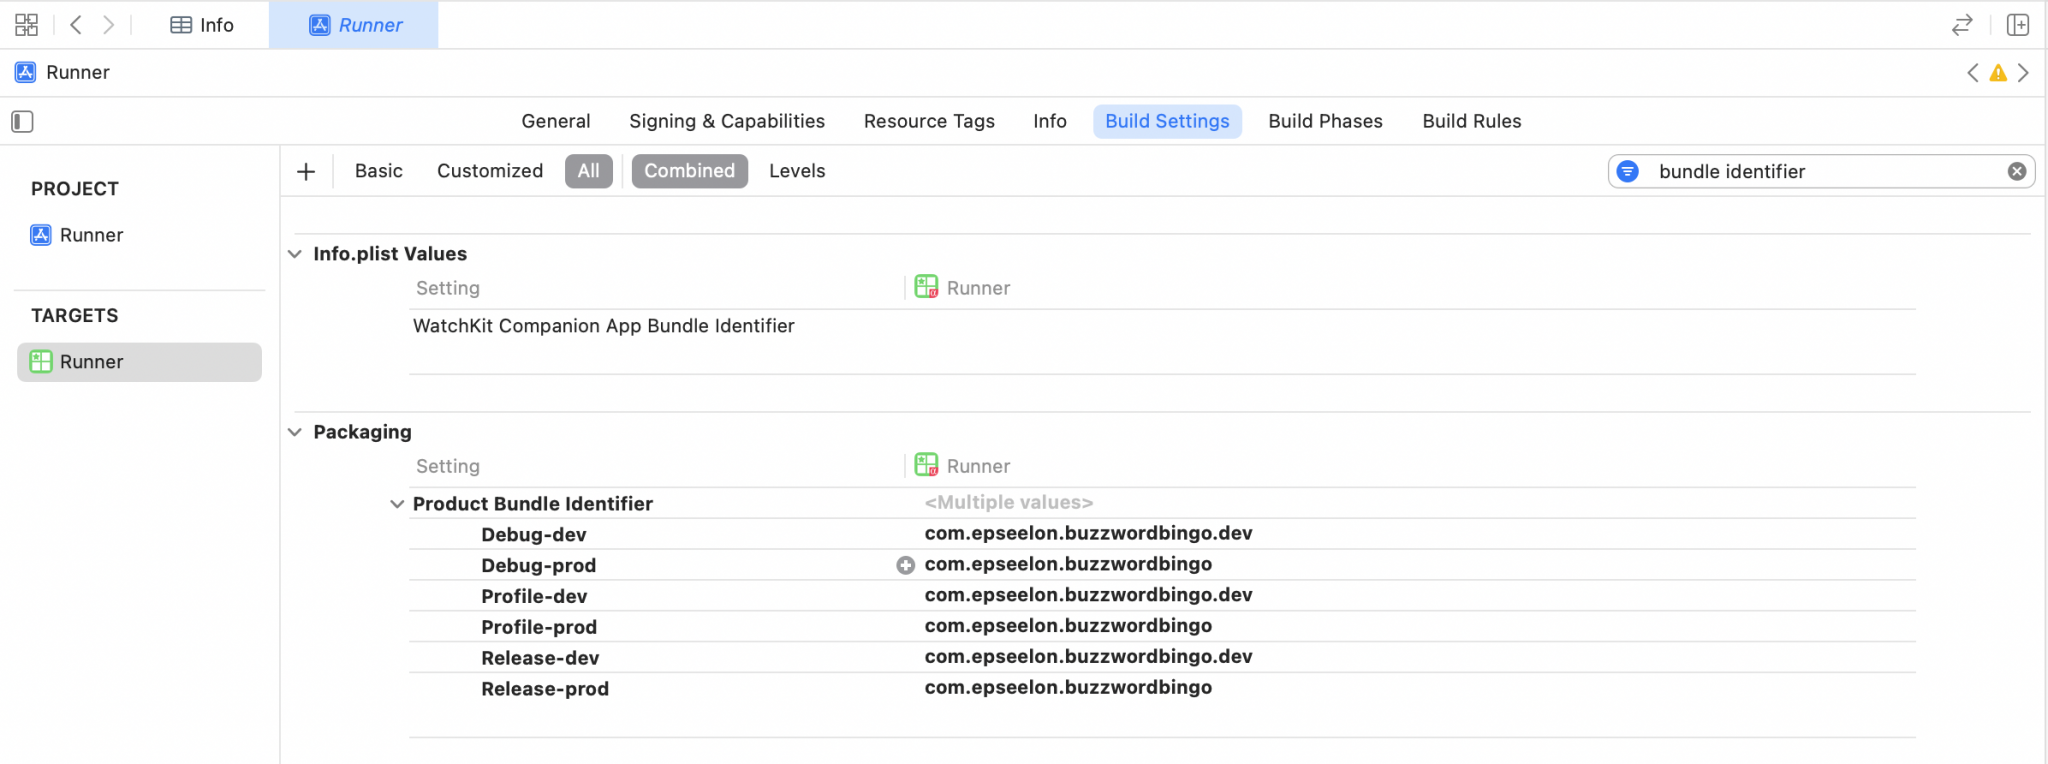 Info Runner
Runner
General Signing & Capabilities Resource Tags Info Build Settings Build Phases Build Rules
PROJECT
Runner
TARGETS
Runner
Basic Customized All Combined Levels bundle identifier
Info.plist Values
Setting Runner
WatchKit Companion App Bundle Identifier
Packaging
Setting Runner
Product Bundle Identifier <Multiple values>
Debug-dev com.epseelon.buzzwordbingo.dev
Debug-prod com.epseelon.buzzwordbingo
Profile-dev com.epseelon.buzzwordbingo.dev
Profile-prod com.epseelon.buzzwordbingo
Release-dev com.epseelon.buzzwordbingo.dev
Release-prod com.epseelon.buzzwordbingo